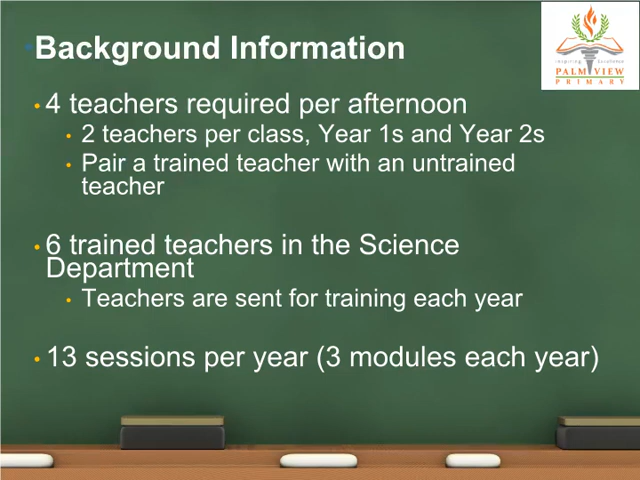 Background Information
Inspiring Excellence
PALM VIEW
PRIMARY
• 4 teachers required per afternoon
• 2 teachers per class, Year 1s and Year 2s
• Pair a trained teacher with an untrained
teacher
• 6 trained teachers in the Science
Department
• Teachers are sent for training each year
• 13 sessions per year (3 modules each year)